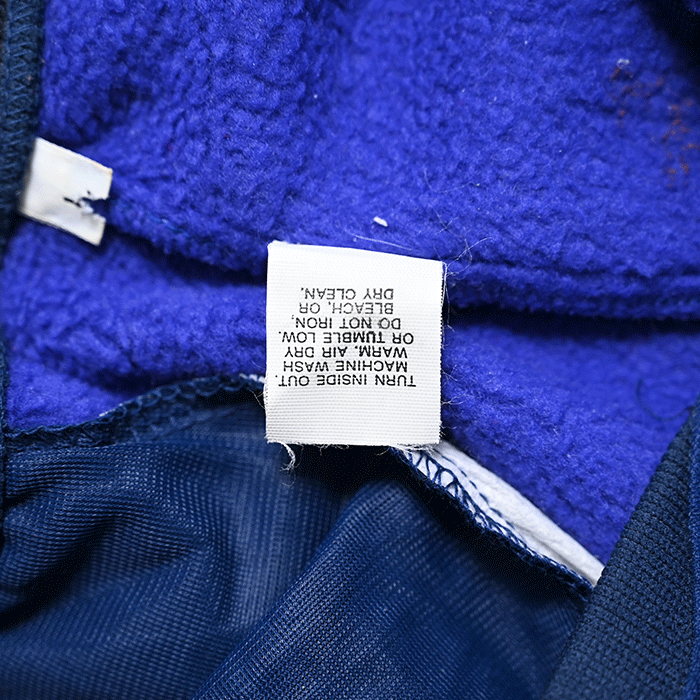 TURN INSIDE OUT.
MACHINE WASH
WARM, AIR DRY
OR TUMBLE LOW.
DO NOT IRON,
BLEACH, OR
DRY CLEAN.